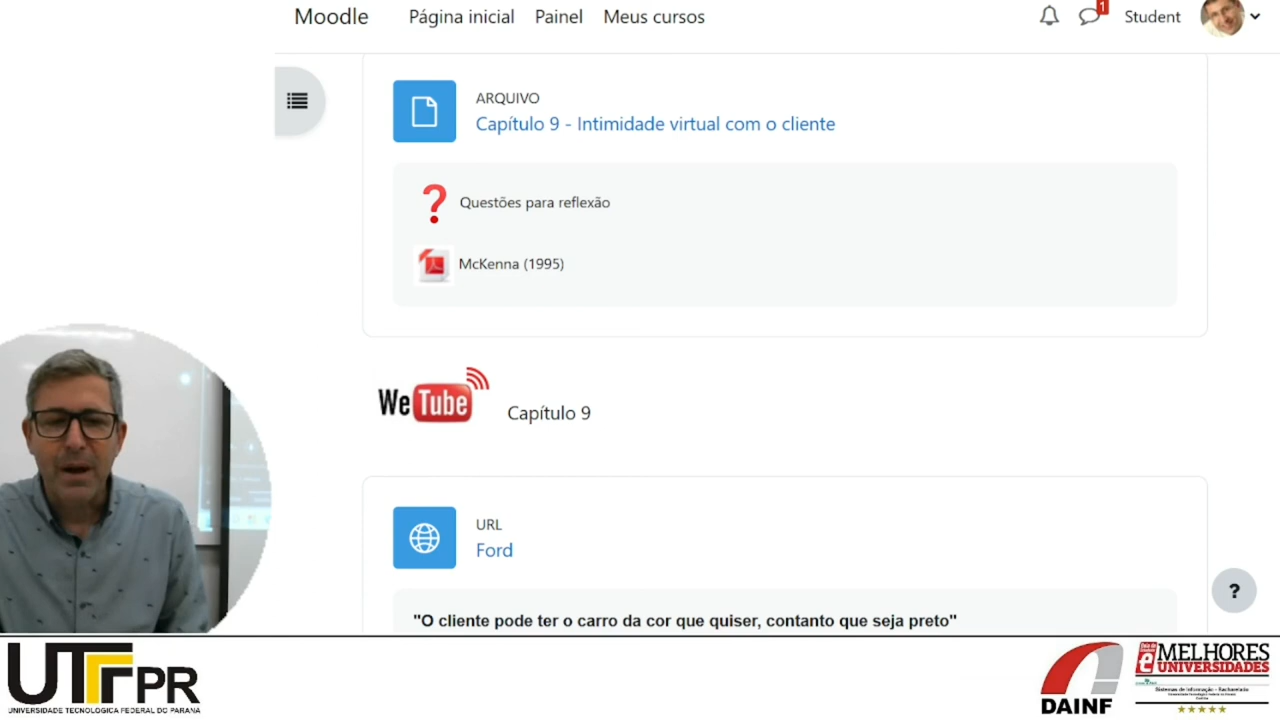 Moodle
Página inicial
Painel
Meus cursos
1
Student
ARQUIVO
Capítulo 9 - Intimidade virtual com o cliente
Questões para reflexão
McKenna (1995)
WeTube
Capítulo 9
URL
Ford
?
"O cliente pode ter o carro da cor que quiser, contanto que seja preto"
UTFPR
UNIVERSIDADE TECNOLÓGICA FEDERAL DO PARANÁ
DAINF
MELHORES
UNIVERSIDADES
Sistemas de Informação - Bacharelado